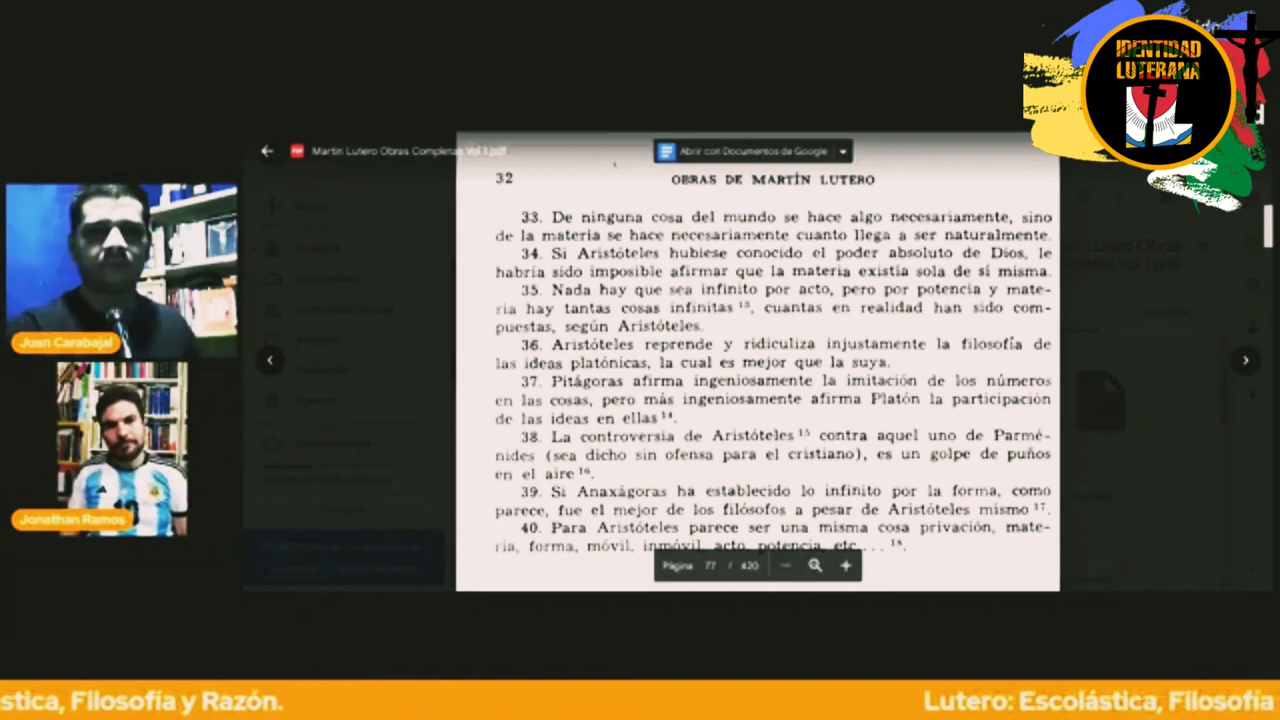 IDENTIDAD
LUTERANA
Martin Lutero Obras Completas Vol 1.pdf
Abrir con Documentos de Google
32
OBRAS DE MARTÍN LUTERO
33. De ninguna cosa del mundo se hace algo necesariamente, sino
de la materia se hace necesariamente cuanto llega a ser naturalmente.
34. Si Aristóteles hubiese conocido el poder absoluto de Dios, le
habría sido imposible afirmar que la materia existía sola de sí misma.
35. Nada hay que sea infinito por acto, pero por potencia y mate-
ria hay tantas cosas infinitas 13, cuantas en realidad han sido com-
puestas, según Aristóteles.
36. Aristóteles reprende y ridiculiza injustamente la filosofía de
las ideas platónicas, la cual es mejor que la suya.
37. Pitágoras afirma ingeniosamente la imitación de los números
en las cosas, pero más ingeniosamente afirma Platón la participación
de las ideas en ellas 14.
38. La controversia de Aristóteles 15 contra aquel uno de Parmé-
nides (sea dicho sin ofensa para el cristiano), es un golpe de puños
en el aire 16.
39. Si Anaxágoras ha establecido lo infinito por la forma, como
parece, fue el mejor de los filósofos a pesar de Aristóteles mismo 17.
40. Para Aristóteles parece ser una misma cosa privación, mate-
ria, forma, móvil, inmóvil, acto, potencia, etc.... 18.
Página 77 / 420
Juan Carabajal
Jonathan Ramos
stica, Filosofía y Razón.
Lutero: Escolástica, Filosofía